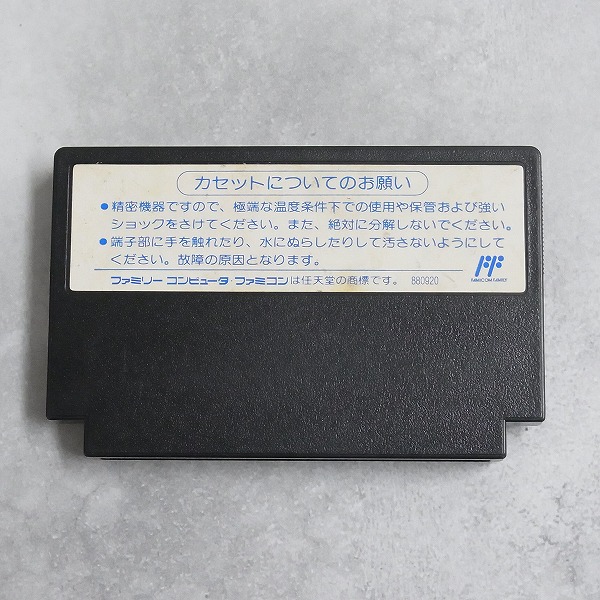 カセットについてのお願い
●精密機器ですので、極端な温度条件下での使用や保管および強い
ショックをさけてください。また、絶対に分解しないでください。
●端子部に手を触れたり、水にぬらしたりして汚さないようにして
ください。故障の原因となります。
ファミリーコンピュータ・ファミコンは任天堂の商標です。 880920
FAMICOM FAMILY